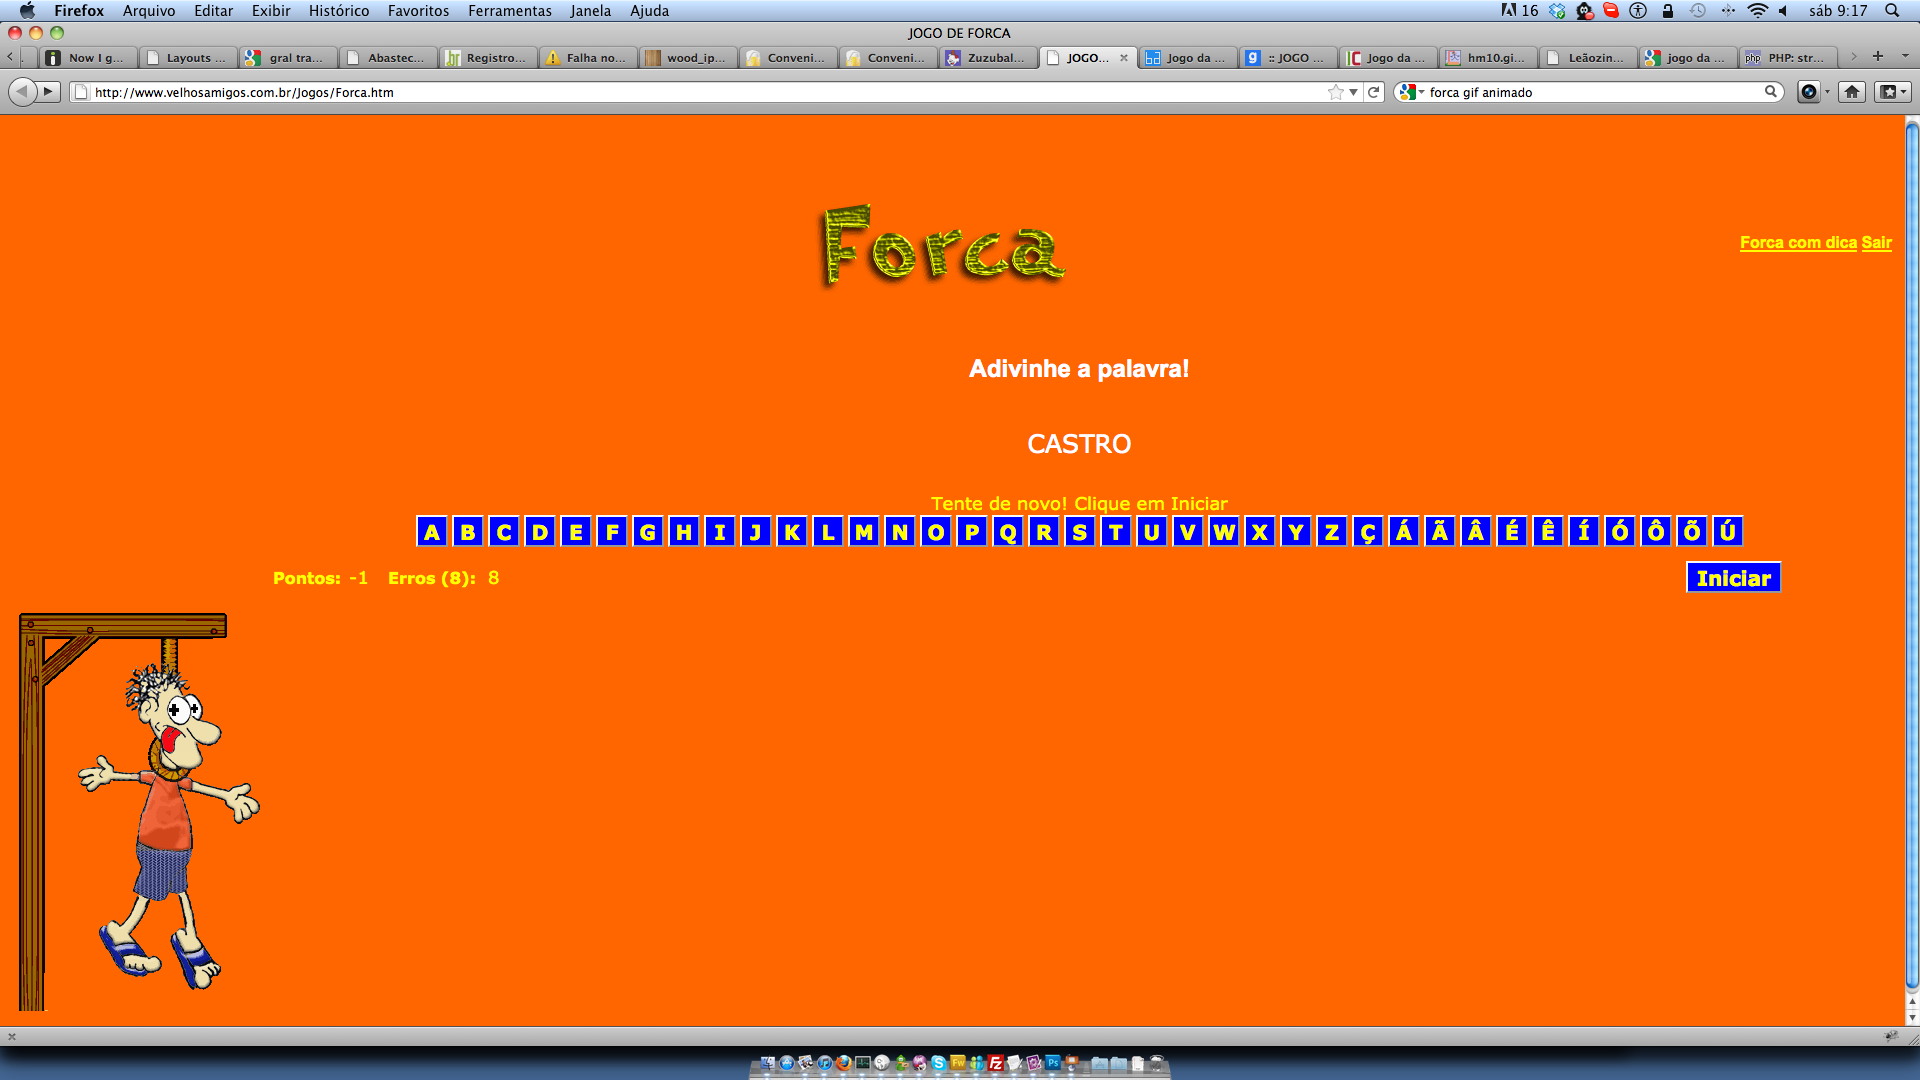 Firefox Arquivo Editar Exibir Histórico Favoritos Ferramentas Janela Ajuda 16 sáb 9:17
JOGO DE FORCA
Now I g... Layouts ... gral tra... Abastec... Registro... Falha no... wood_ip... Conveni... Conveni... Zuzubal... JOGO... Jogo da ... :: JOGO ... Jogo da ... hm10.gi... Leãozin... jogo da ... PHP: str...
http://www.velhosamigos.com.br/Jogos/Forca.htm forca gif animado
Forca
Forca com dica Sair
Adivinhe a palavra!
CASTRO
Tente de novo! Clique em Iniciar
A B C D E F G H I J K L M N O P Q R S T U V W X Y Z Ç Á Ã Â É Ê Í Ó Ô Õ Ú
Pontos: -1 Erros (8): 8 Iniciar